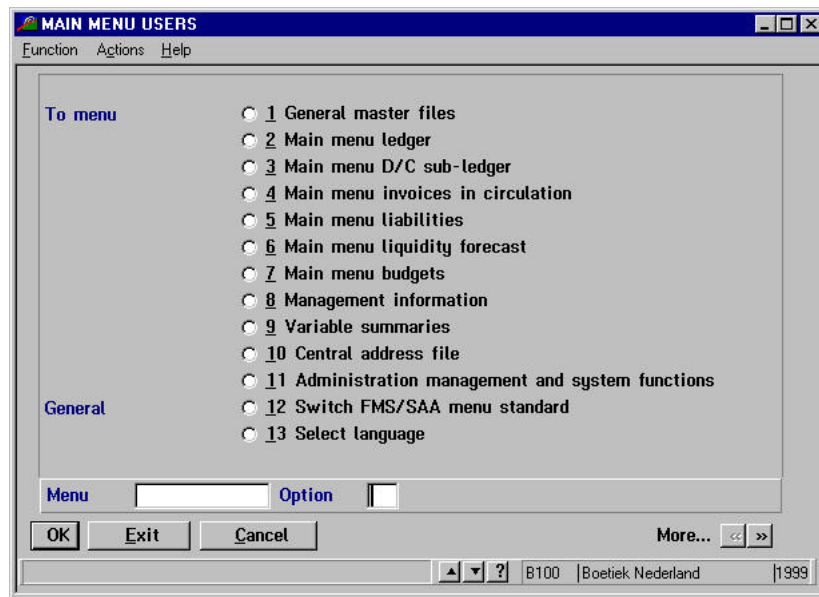 MAIN MENU USERS
Function Actions Help
To menu 1 General master files
2 Main menu ledger
3 Main menu D/C sub-ledger
4 Main menu invoices in circulation
5 Main menu liabilities
6 Main menu liquidity forecast
7 Main menu budgets
8 Management information
9 Variable summaries
10 Central address file
11 Administration management and system functions
General 12 Switch FMS/SAA menu standard
13 Select language
Menu Option
OK Exit Cancel More... << >>
? B100 Boetiek Nederland 1999